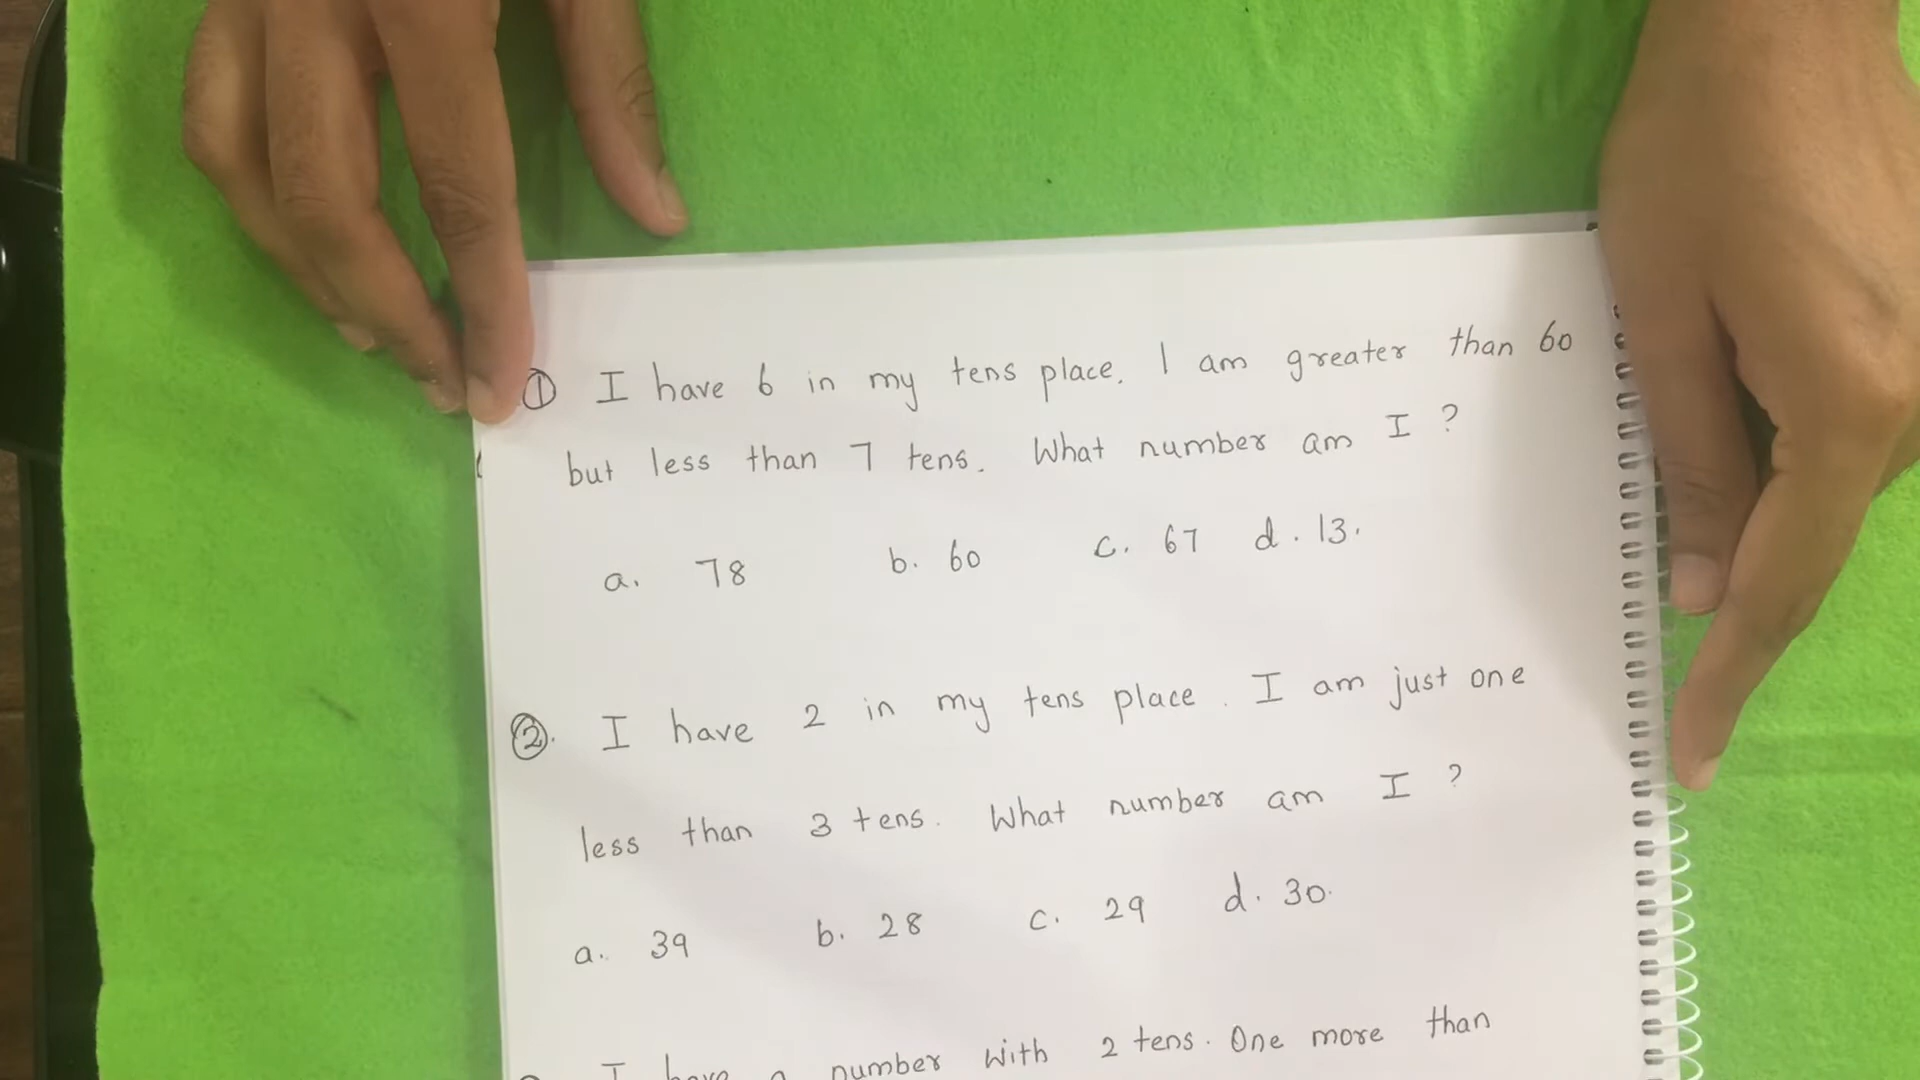 ① I have 6 in my tens place. I am greater than 60
but less than 7 tens. What number am I ?
a. 78 b. 60 c. 67 d. 13.
②. I have 2 in my tens place. I am just one
less than 3 tens. What number am I ?
a. 39 b. 28 c. 29 d. 30.
I have a number with 2 tens. One more than